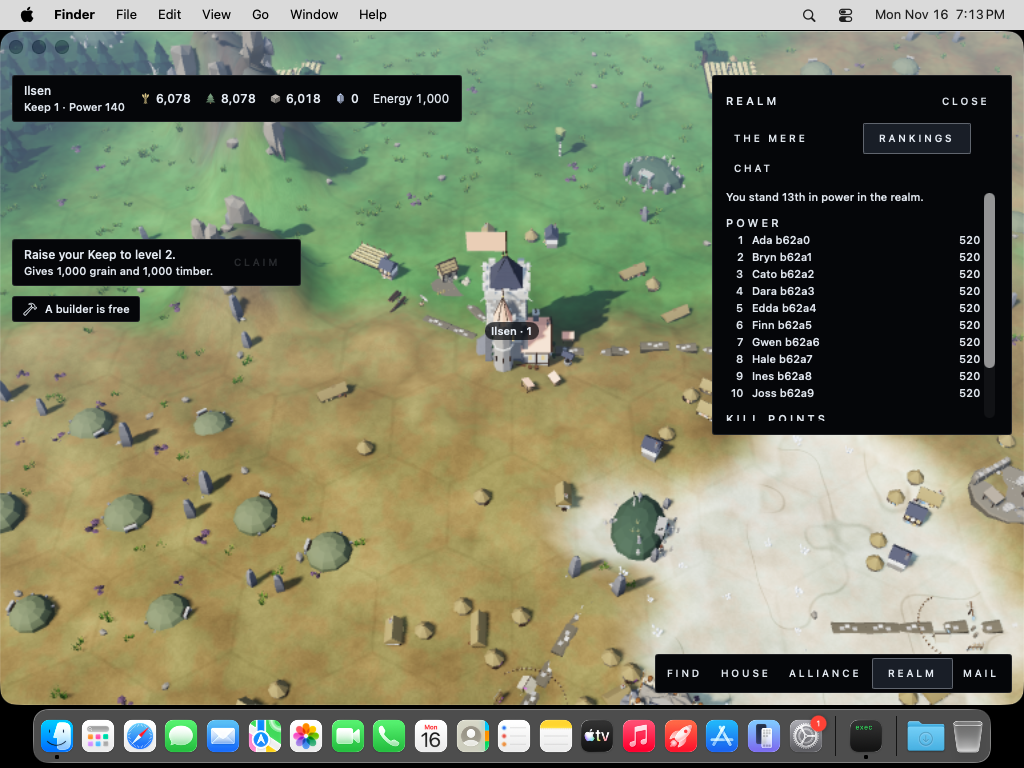 Finder File Edit View Go Window Help Mon Nov 16 7:13 PM
Ilsen
Keep 1 · Power 140
6,078 8,078 6,018 0 Energy 1,000
REALM CLOSE
THE MERE RANKINGS
CHAT
You stand 13th in power in the realm.
POWER
1 Ada b62a0 520
2 Bryn b62a1 520
3 Cato b62a2 520
4 Dara b62a3 520
5 Edda b62a4 520
6 Finn b62a5 520
7 Gwen b62a6 520
8 Hale b62a7 520
9 Ines b62a8 520
10 Joss b62a9 520
KILL POINTS
Raise your Keep to level 2.
Gives 1,000 grain and 1,000 timber.
CLAIM
A builder is free
Ilsen · 1
FIND HOUSE ALLIANCE REALM MAIL
Mon
16
tv
1
exec